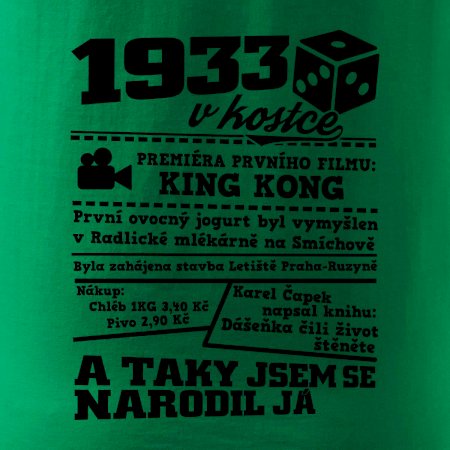 1933
v kostce
PREMIÉRA PRVNÍHO FILMU:
KING KONG
První ovocný jogurt byl vymyšlen
v Radlické mlékárně na Smíchově
Byla zahájena stavba Letiště Praha-Ruzyně
Nákup:
Chléb 1KG 3,40 Kč
Pivo 2,90 Kč
Karel Čapek
napsal knihu:
Dášeňka čili život
štěněte
A TAKY JSEM SE
NARODIL JÁ